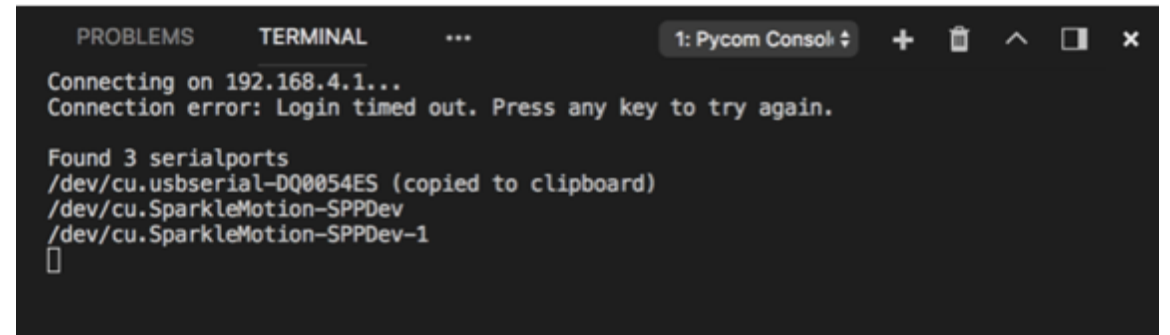 PROBLEMS TERMINAL ••• 1: Pycom Consol
Connecting on 192.168.4.1...
Connection error: Login timed out. Press any key to try again.
Found 3 serialports
/dev/cu.usbserial-DQ0054ES (copied to clipboard)
/dev/cu.SparkleMotion-SPPDev
/dev/cu.SparkleMotion-SPPDev-1